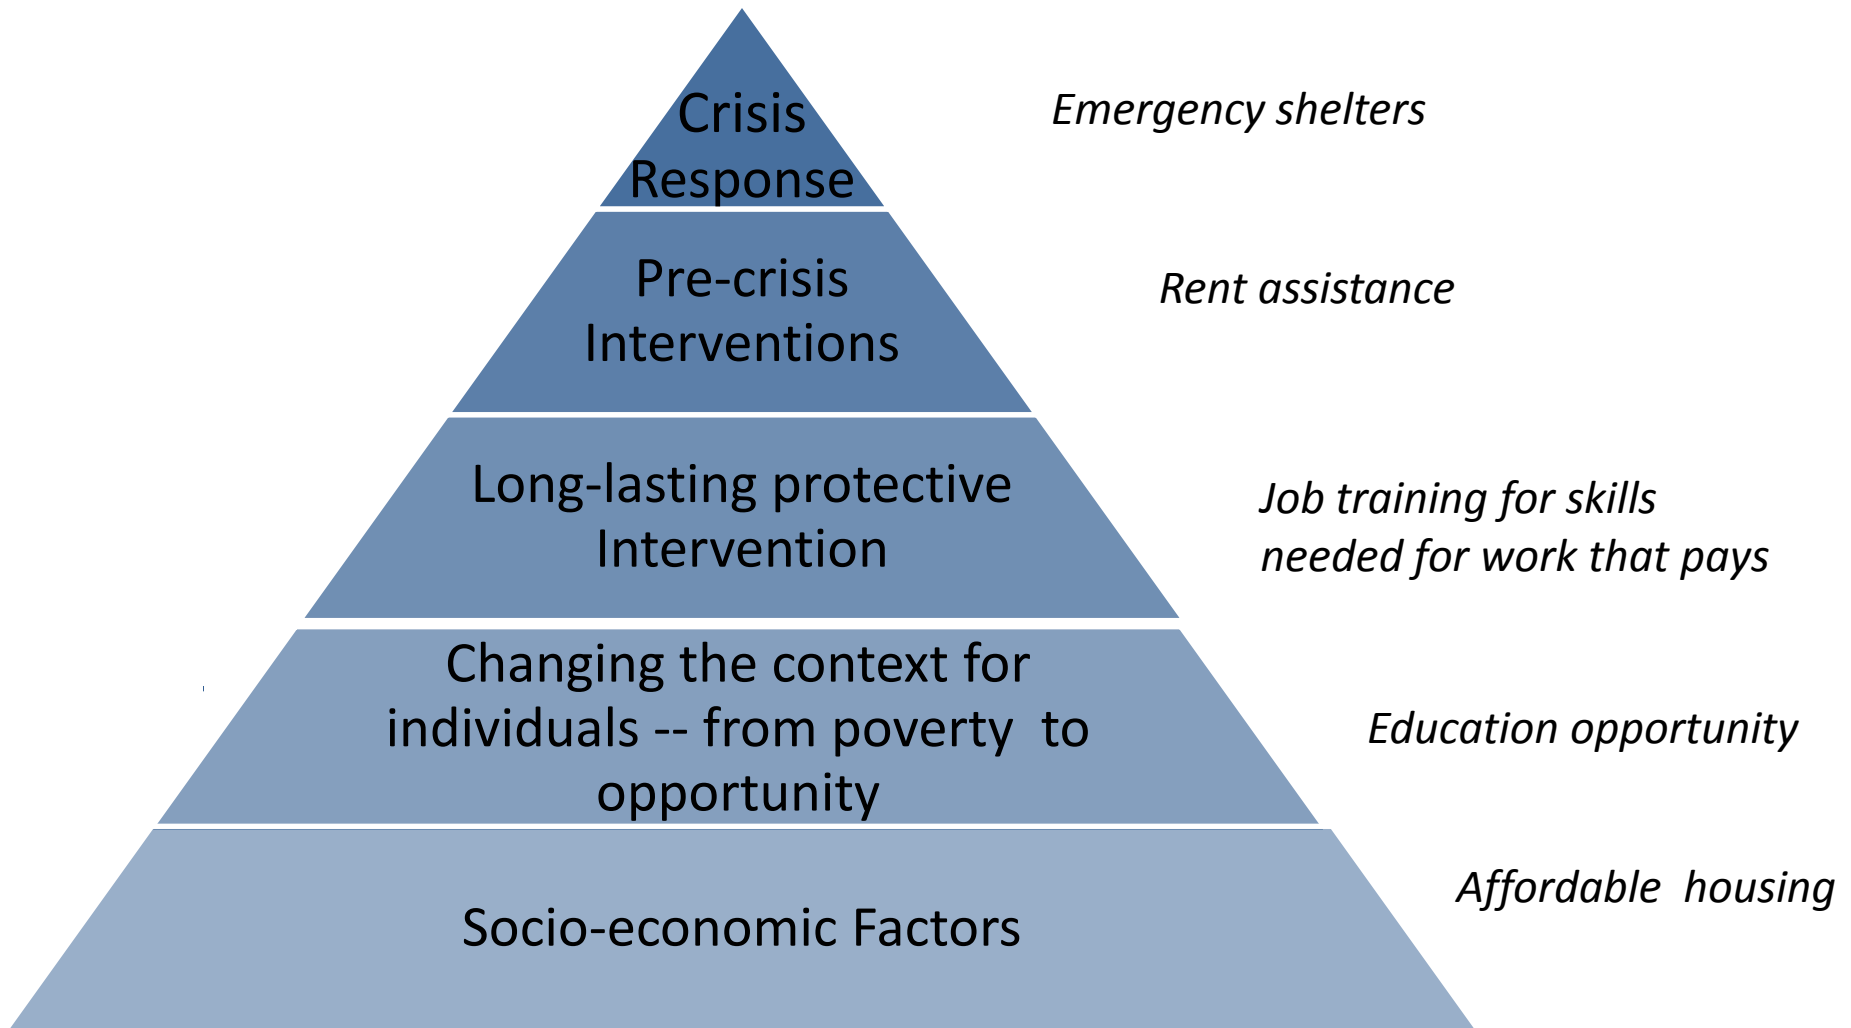 Crisis
Response
Emergency shelters
Pre-crisis
Interventions
Rent assistance
Long-lasting protective
Intervention
Job training for skills
needed for work that pays
Changing the context for
individuals -- from poverty  to
opportunity
Education opportunity
Socio-economic Factors
Affordable  housing